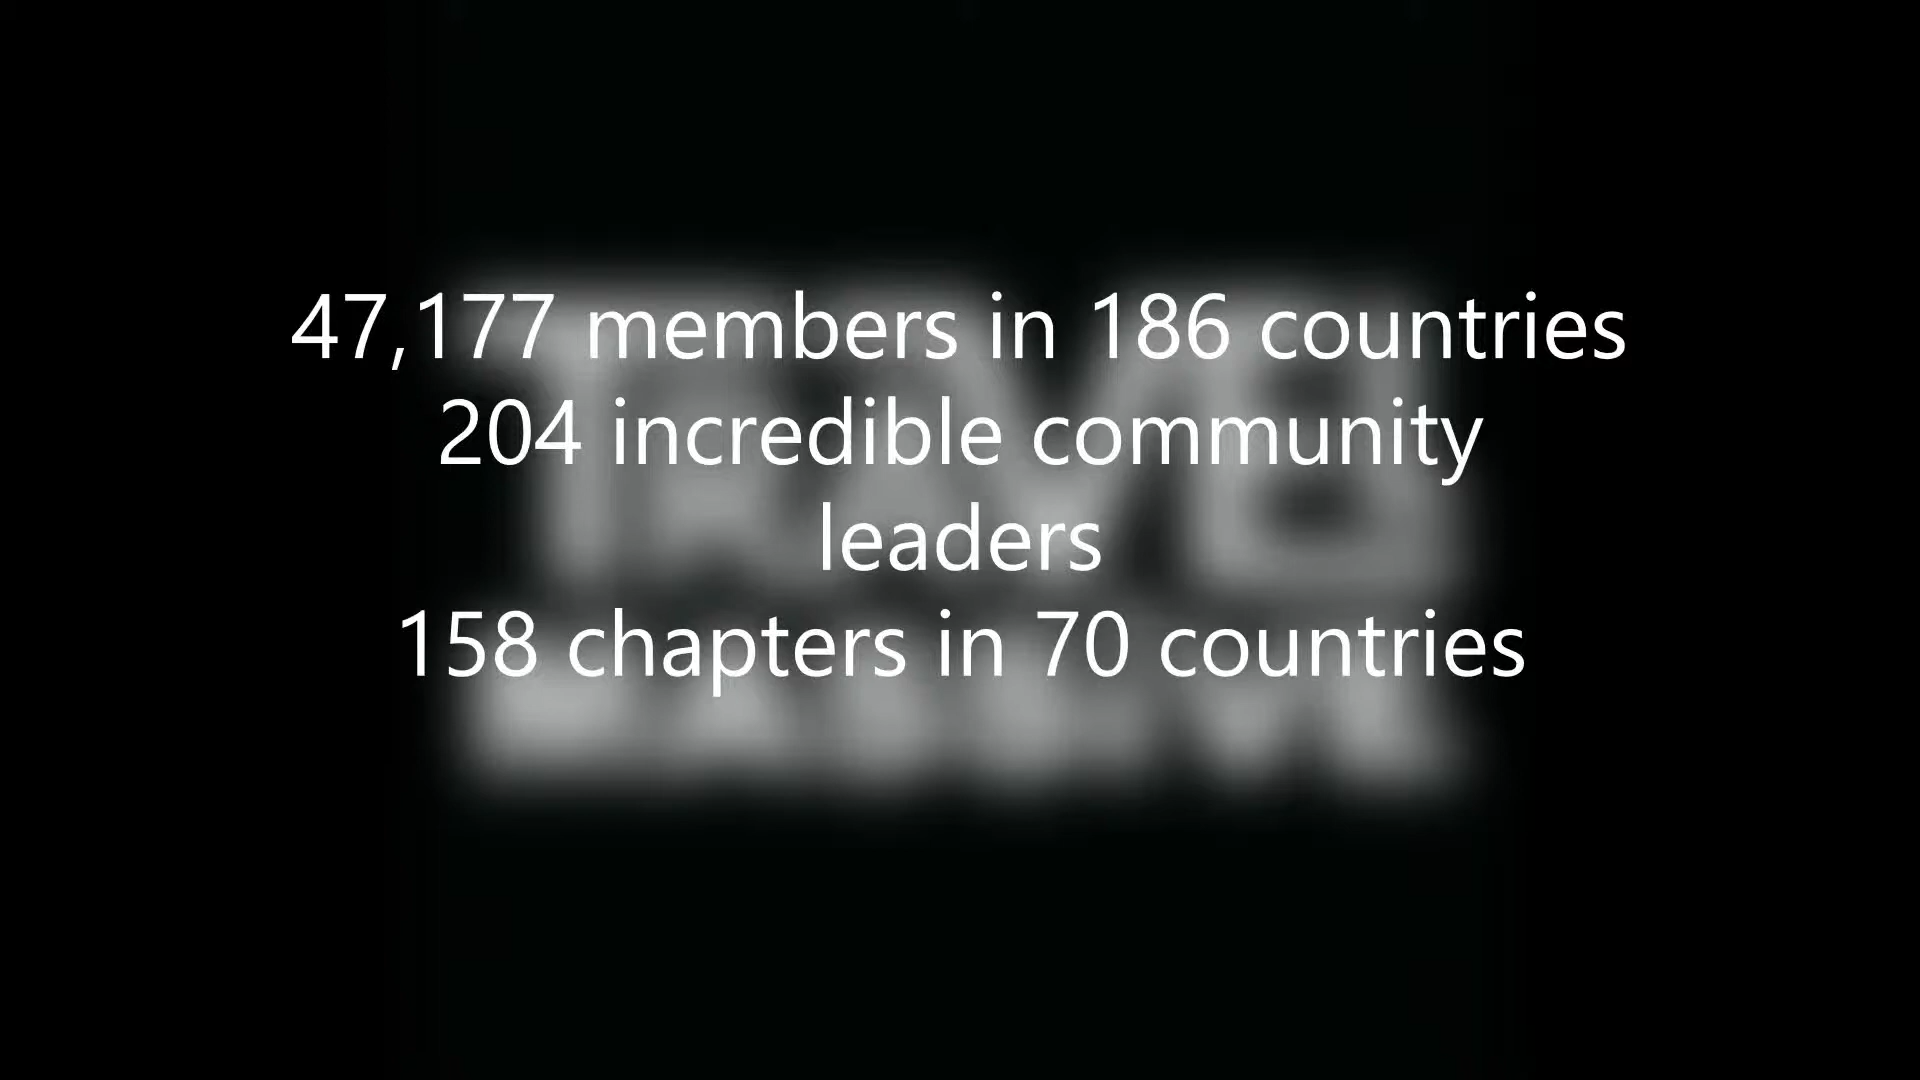 47,177 members in 186 countries
204 incredible community
leaders
158 chapters in 70 countries